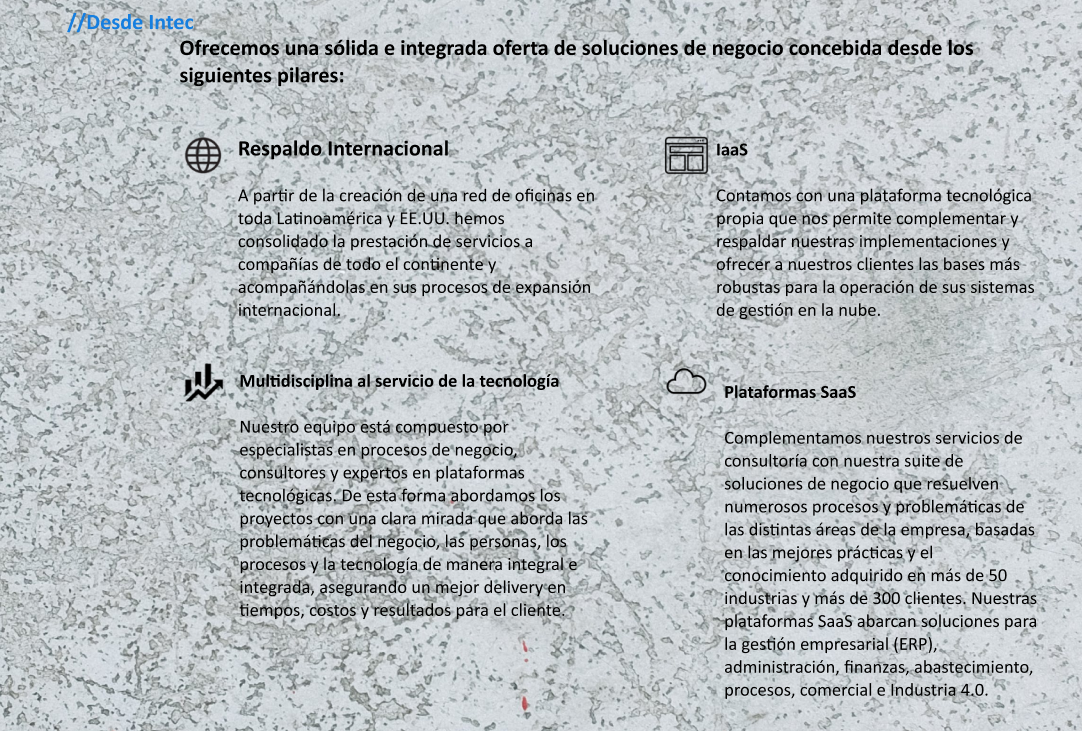 //Desde Intec
Ofrecemos una sólida e integrada oferta de soluciones de negocio concebida desde los
siguientes pilares:
Respaldo Internacional
A partir de la creación de una red de oficinas en
toda Latinoamérica y EE.UU. hemos
consolidado la prestación de servicios a
compañías de todo el continente y
acompañándolas en sus procesos de expansión
internacional.
IaaS
Contamos con una plataforma tecnológica
propia que nos permite complementar y
respaldar nuestras implementaciones y
ofrecer a nuestros clientes las bases más
robustas para la operación de sus sistemas
de gestión en la nube.
Multidisciplina al servicio de la tecnología
Nuestro equipo está compuesto por
especialistas en procesos de negocio,
consultores y expertos en plataformas
tecnológicas. De esta forma abordamos los
proyectos con una clara mirada que aborda las
problemáticas del negocio, las personas, los
procesos y la tecnología de manera integral e
integrada, asegurando un mejor delivery en
tiempos, costos y resultados para el cliente.
Plataformas SaaS
Complementamos nuestros servicios de
consultoría con nuestra suite de
soluciones de negocio que resuelven
numerosos procesos y problemáticas de
las distintas áreas de la empresa, basadas
en las mejores prácticas y el
conocimiento adquirido en más de 50
industrias y más de 300 clientes. Nuestras
plataformas SaaS abarcan soluciones para
la gestión empresarial (ERP),
administración, finanzas, abastecimiento,
procesos, comercial e Industria 4.0.